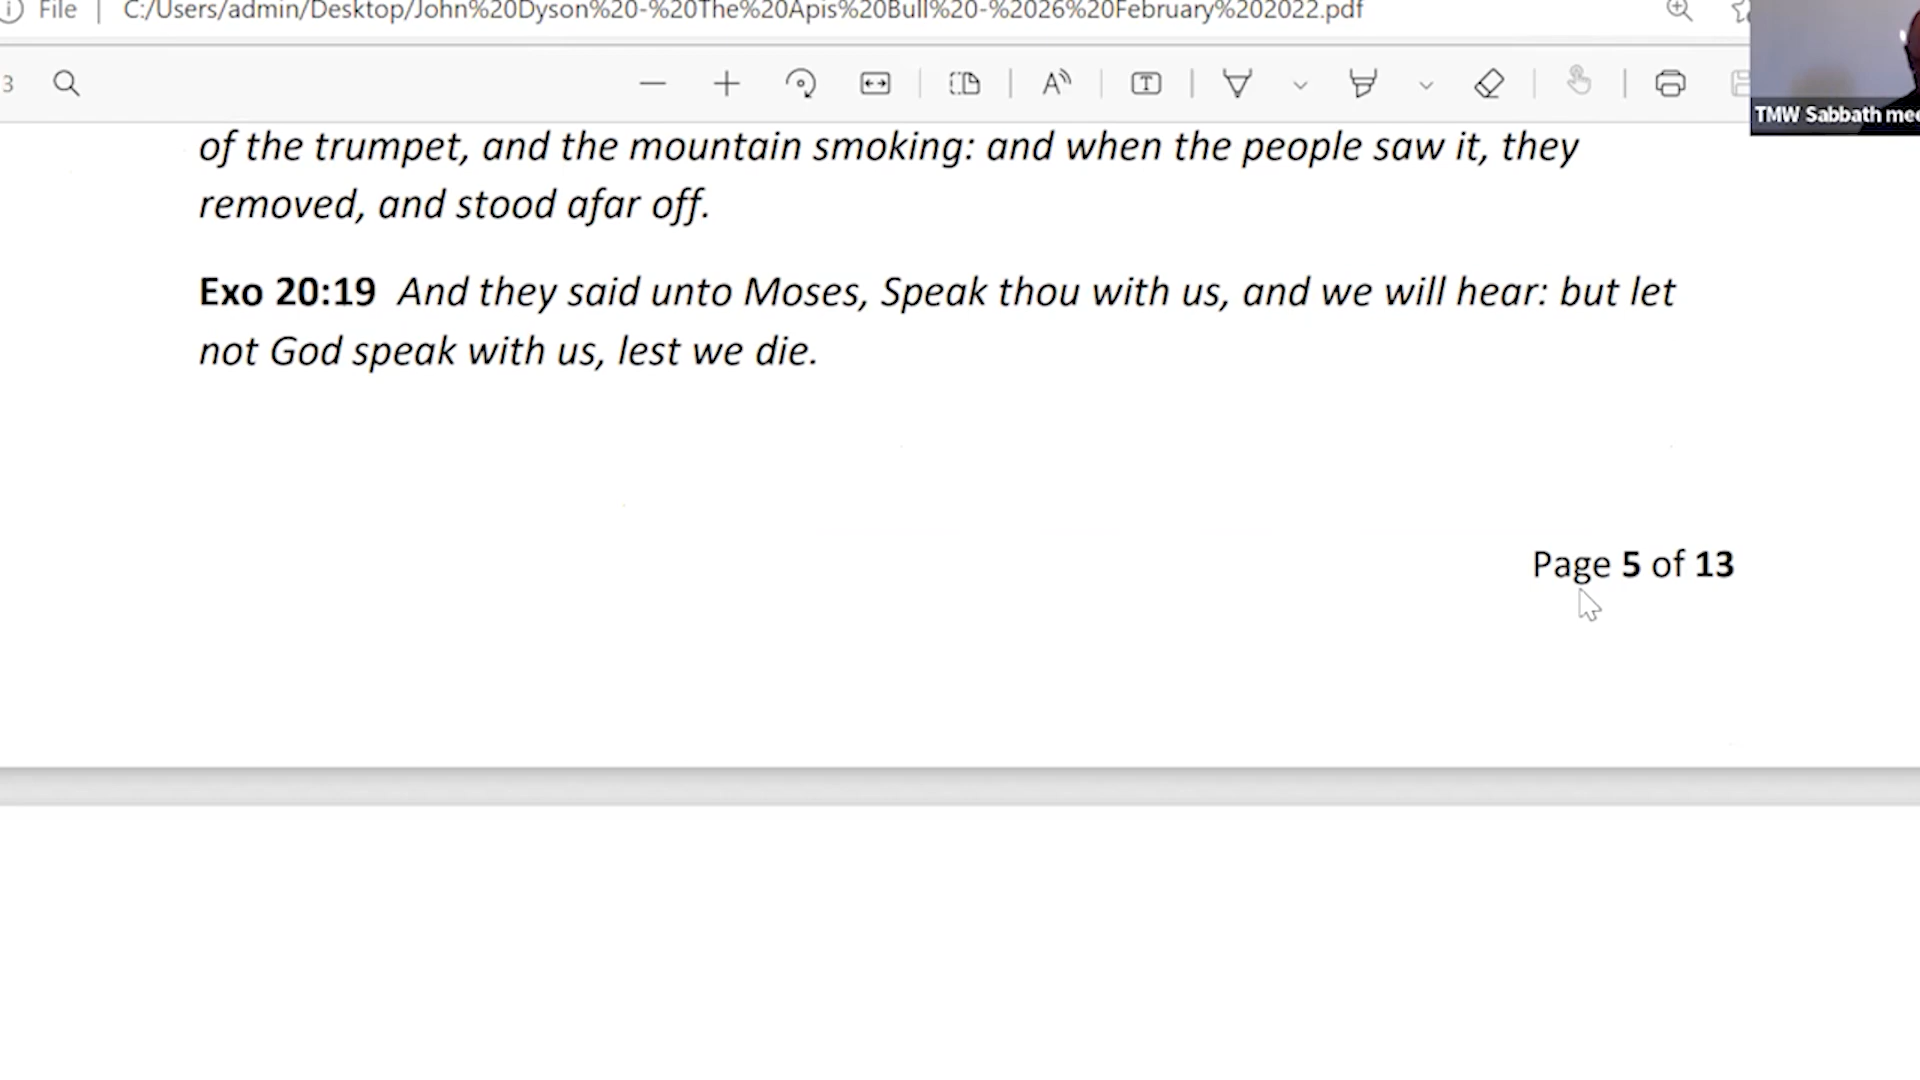 File | C:/Users/admin/Desktop/John%20Dyson%20-%20The%20Apis%20Bull%20-%2026%20February%202022.pdf
3
TMW Sabbath mee
of the trumpet, and the mountain smoking: and when the people saw it, they
removed, and stood afar off.
Exo 20:19 And they said unto Moses, Speak thou with us, and we will hear: but let
not God speak with us, lest we die.
Page 5 of 13